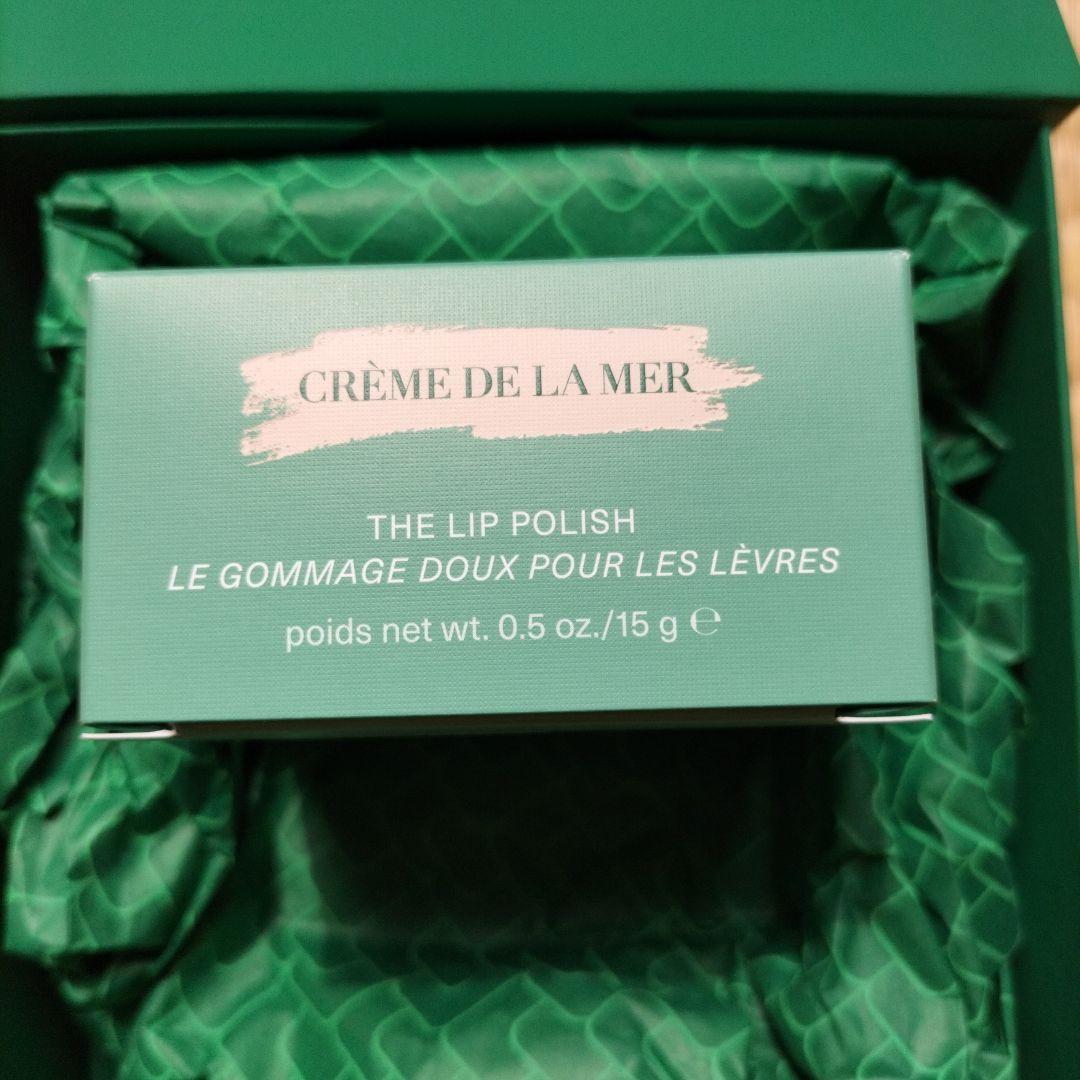 CRÈME DE LA MER
THE LIP POLISH
LE GOMMAGE DOUX POUR LES LÈVRES
poids net wt. 0.5 oz./15 g ℮